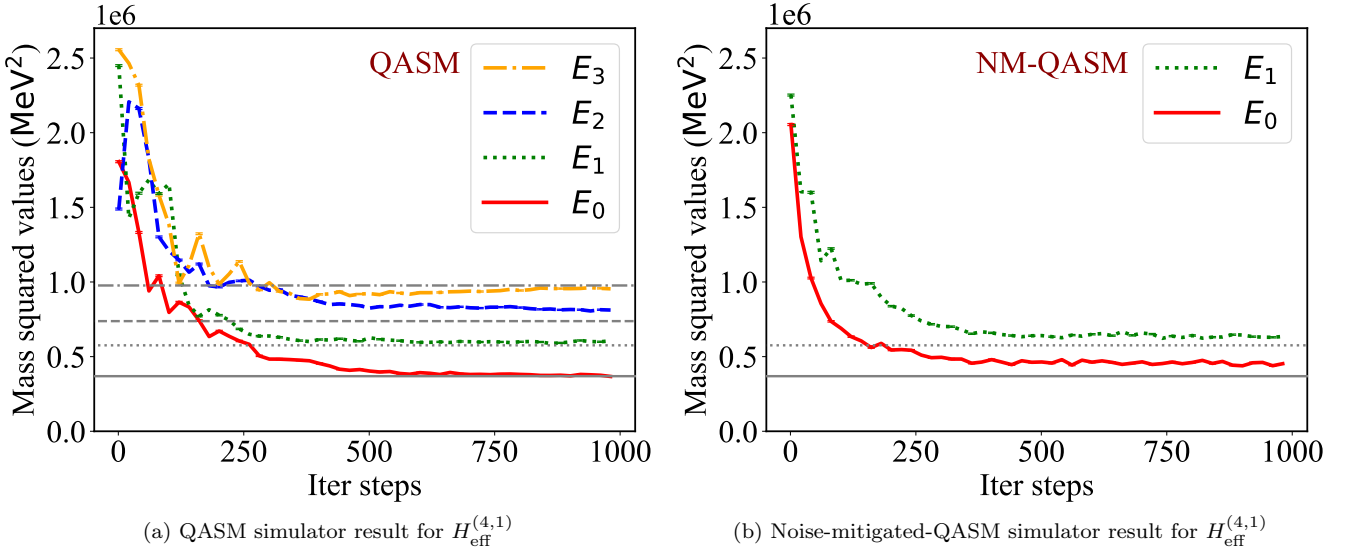 1e6
Mass squared values (MeV²)
2.5
2.0
1.5
1.0
0.5
0.0
QASM
E₃
E₂
E₁
E₀
0 250 500 750 1000
Iter steps
(a) QASM simulator result for H_eff^(4,1)
1e6
Mass squared values (MeV²)
2.5
2.0
1.5
1.0
0.5
0.0
NM-QASM
E₁
E₀
0 250 500 750 1000
Iter steps
(b) Noise-mitigated-QASM simulator result for H_eff^(4,1)